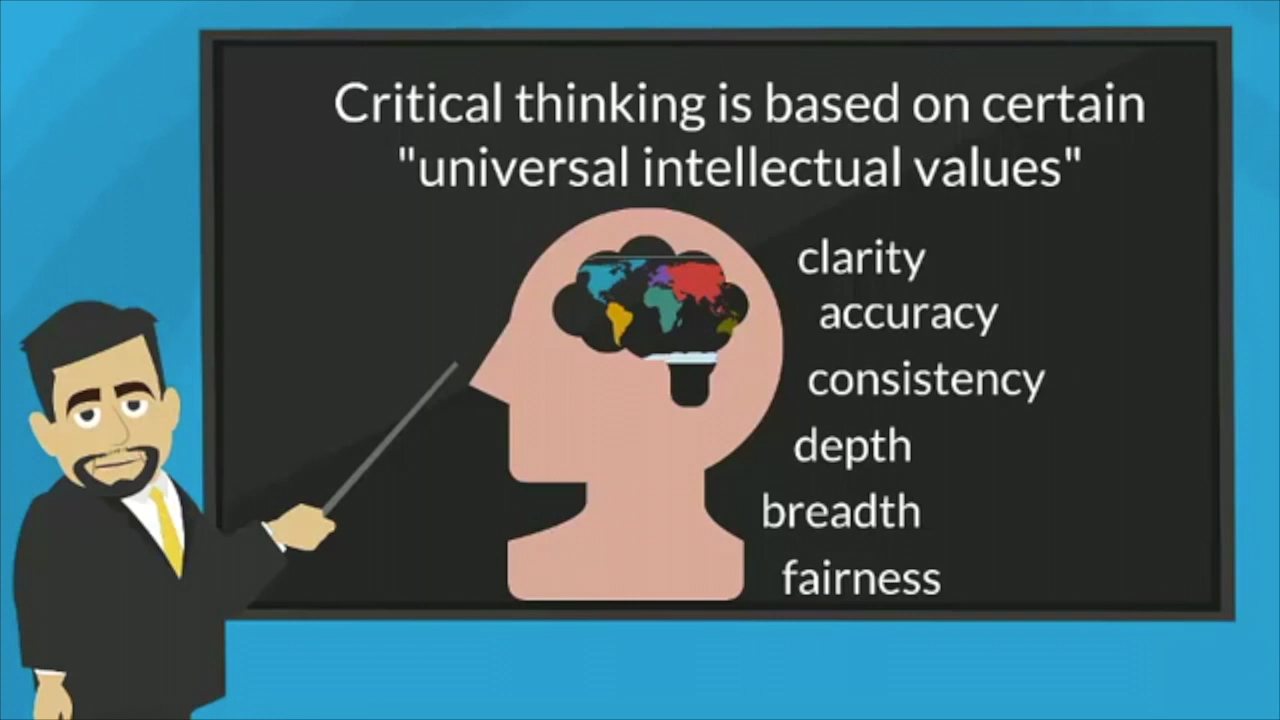 Critical thinking is based on certain
"universal intellectual values"
clarity
accuracy
consistency
depth
breadth
fairness